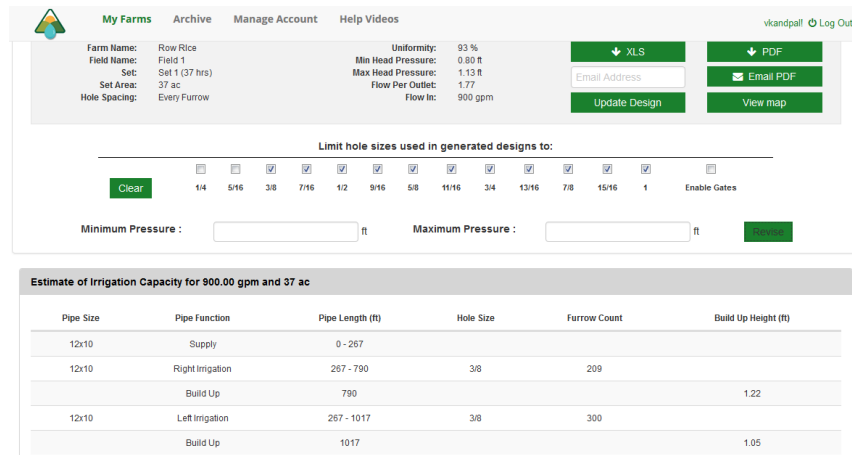 My Farms Archive Manage Account Help Videos vkandpal! Log Out
Farm Name: Row RIce Uniformity: 93 % XLS PDF
Field Name: Field 1 Min Head Pressure: 0.80 ft
Set: Set 1 (37 hrs) Max Head Pressure: 1.13 ft Email Address Email PDF
Set Area: 37 ac Flow Per Outlet: 1.77
Hole Spacing: Every Furrow Flow In: 900 gpm Update Design View map
Limit hole sizes used in generated designs to:
Clear 1/4 5/16 3/8 7/16 1/2 9/16 5/8 11/16 3/4 13/16 7/8 15/16 1 Enable Gates
Minimum Pressure : ft Maximum Pressure : ft Revise
Estimate of Irrigation Capacity for 900.00 gpm and 37 ac
Pipe Size Pipe Function Pipe Length (ft) Hole Size Furrow Count Build Up Height (ft)
12x10 Supply 0 - 267
12x10 Right Irrigation 267 - 790 3/8 209
Build Up 790 1.22
12x10 Left Irrigation 267 - 1017 3/8 300
Build Up 1017 1.05